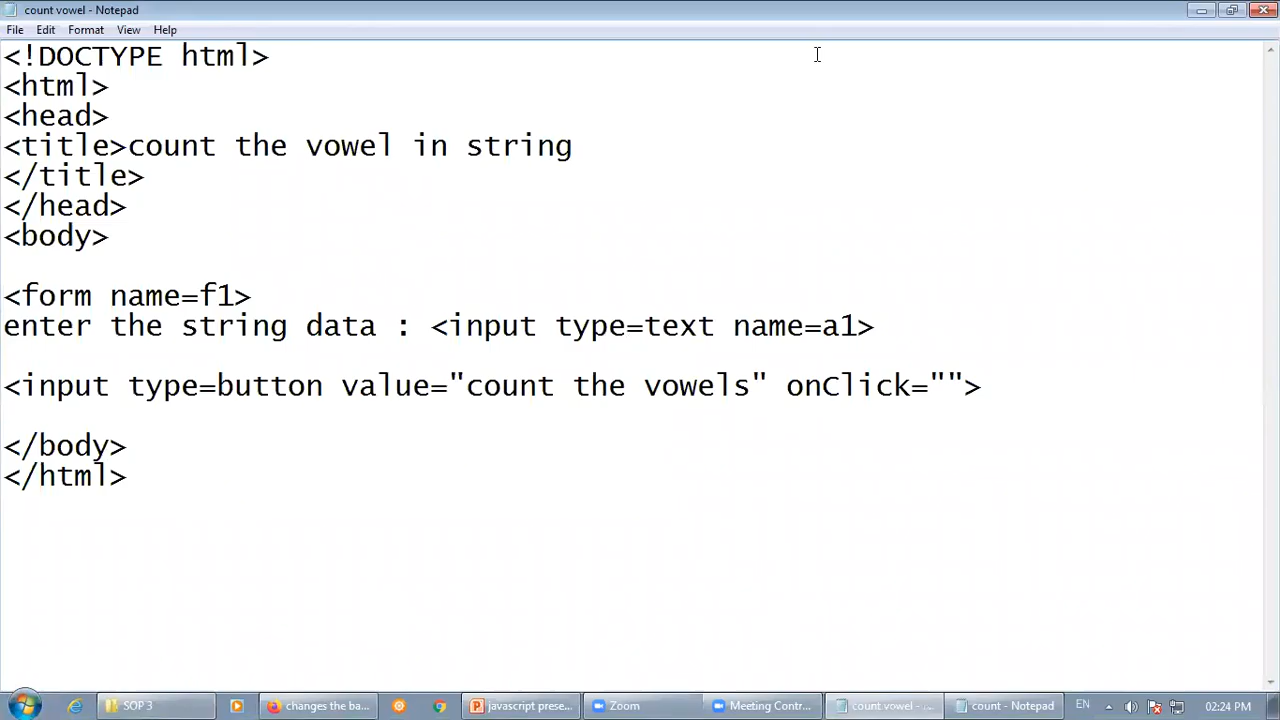 count vowel - Notepad
File Edit Format View Help
<!DOCTYPE html>
<html>
<head>
<title>count the vowel in string
</title>
</head>
<body>
<form name=f1>
enter the string data : <input type=text name=a1>
<input type=button value="count the vowels" onClick="">
</body>
</html>
SOP 3 changes the ba... javascript prese... Zoom Meeting Contr... count vowel - ... count - Notepad EN 02:24 PM